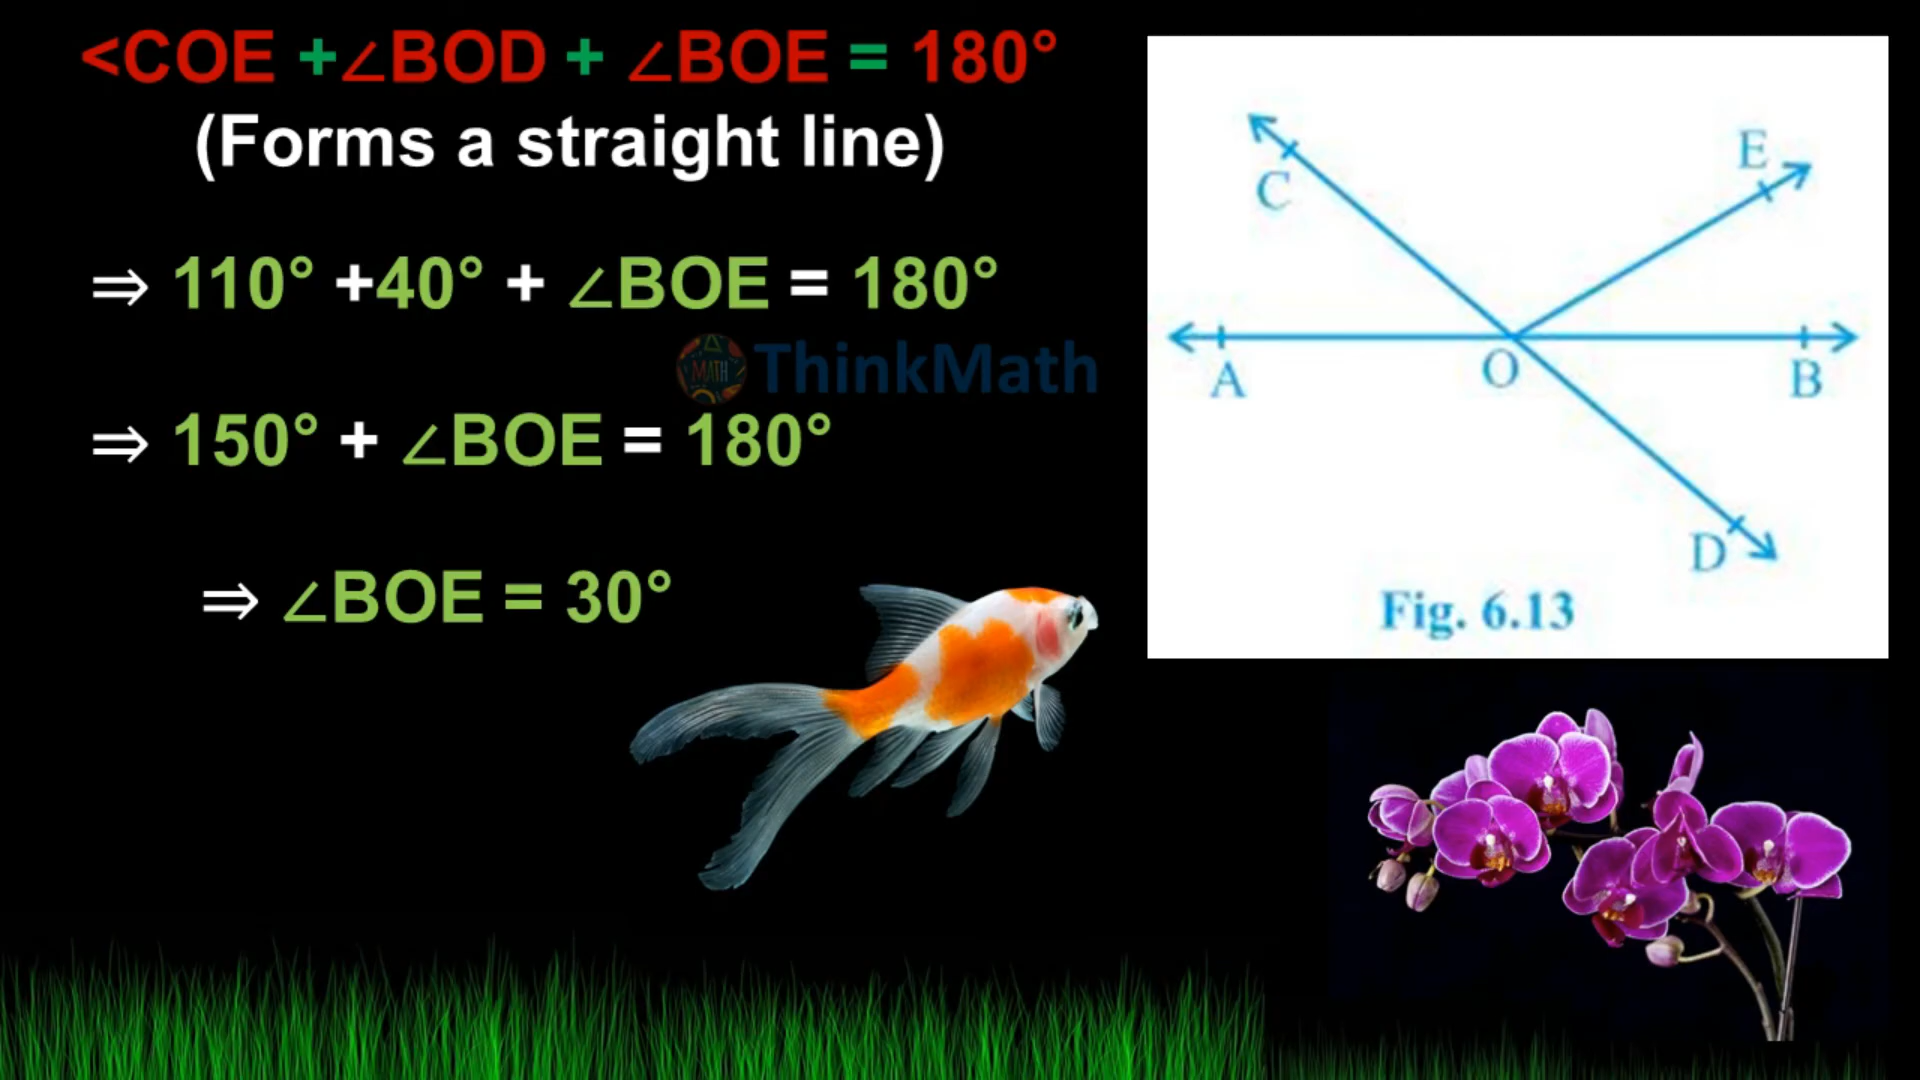 <COE +∠BOD + ∠BOE = 180°
(Forms a straight line)
⇒ 110° +40° + ∠BOE = 180°
MATH ThinkMath
⇒ 150° + ∠BOE = 180°
⇒ ∠BOE = 30°
C
E
A
O
B
D
Fig. 6.13